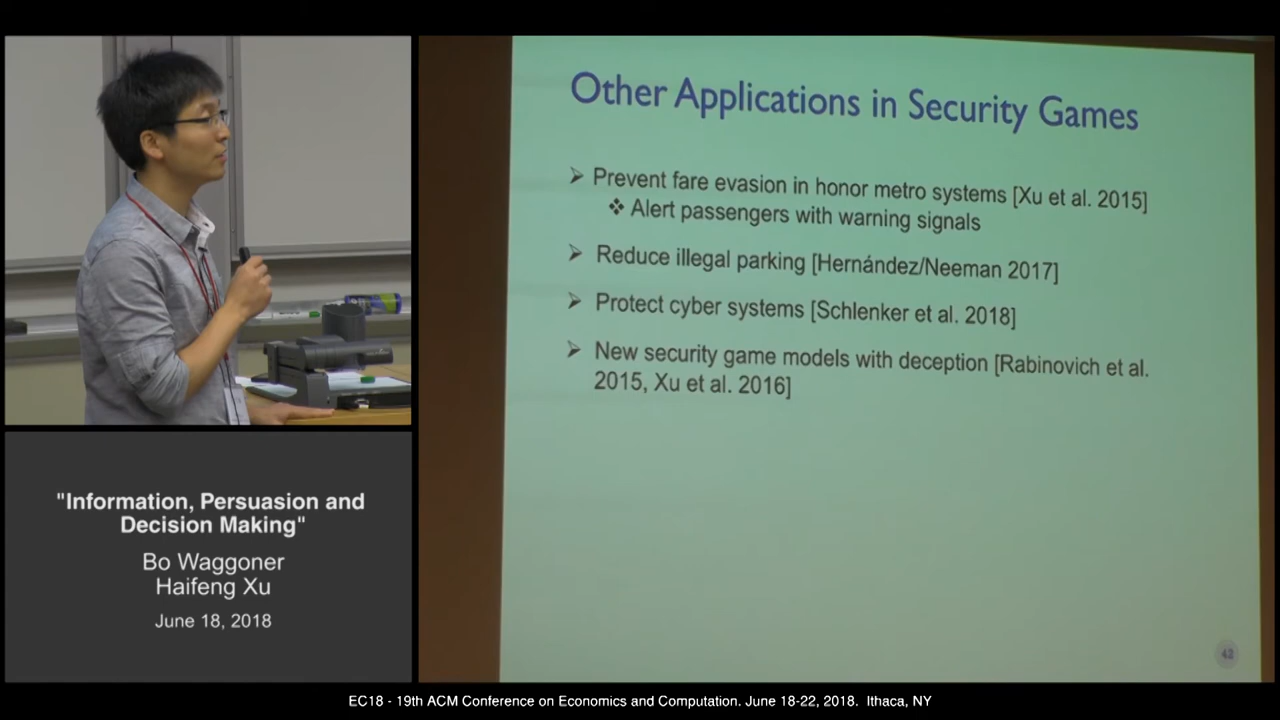 Other Applications in Security Games
➤ Prevent fare evasion in honor metro systems [Xu et al. 2015]
❖ Alert passengers with warning signals
➤ Reduce illegal parking [Hernández/Neeman 2017]
➤ Protect cyber systems [Schlenker et al. 2018]
➤ New security game models with deception [Rabinovich et al.
2015, Xu et al. 2016]
42
"Information, Persuasion and
Decision Making"
Bo Waggoner
Haifeng Xu
June 18, 2018
EC18 - 19th ACM Conference on Economics and Computation. June 18-22, 2018. Ithaca, NY